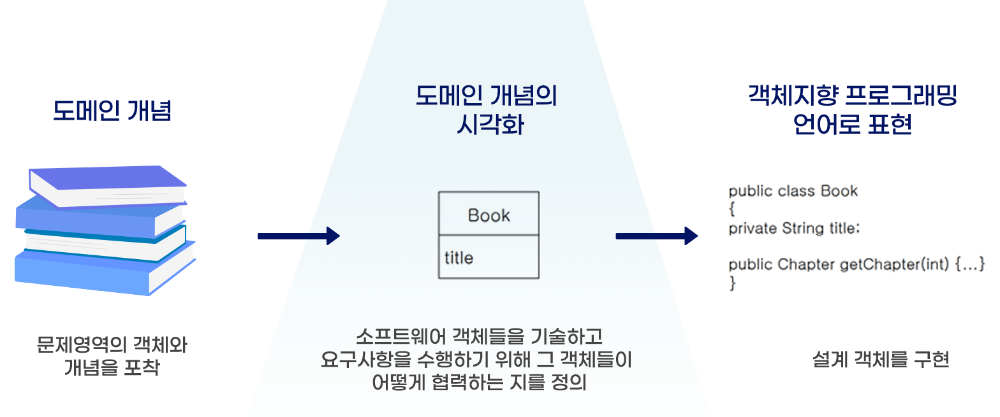 도메인 개념
문제영역의 객체와
개념을 포착
도메인 개념의
시각화
Book
title
소프트웨어 객체들을 기술하고
요구사항을 수행하기 위해 그 객체들이
어떻게 협력하는 지를 정의
객체지향 프로그래밍
언어로 표현
public class Book
{
private String title;
public Chapter getChapter(int) {...}
}
설계 객체를 구현